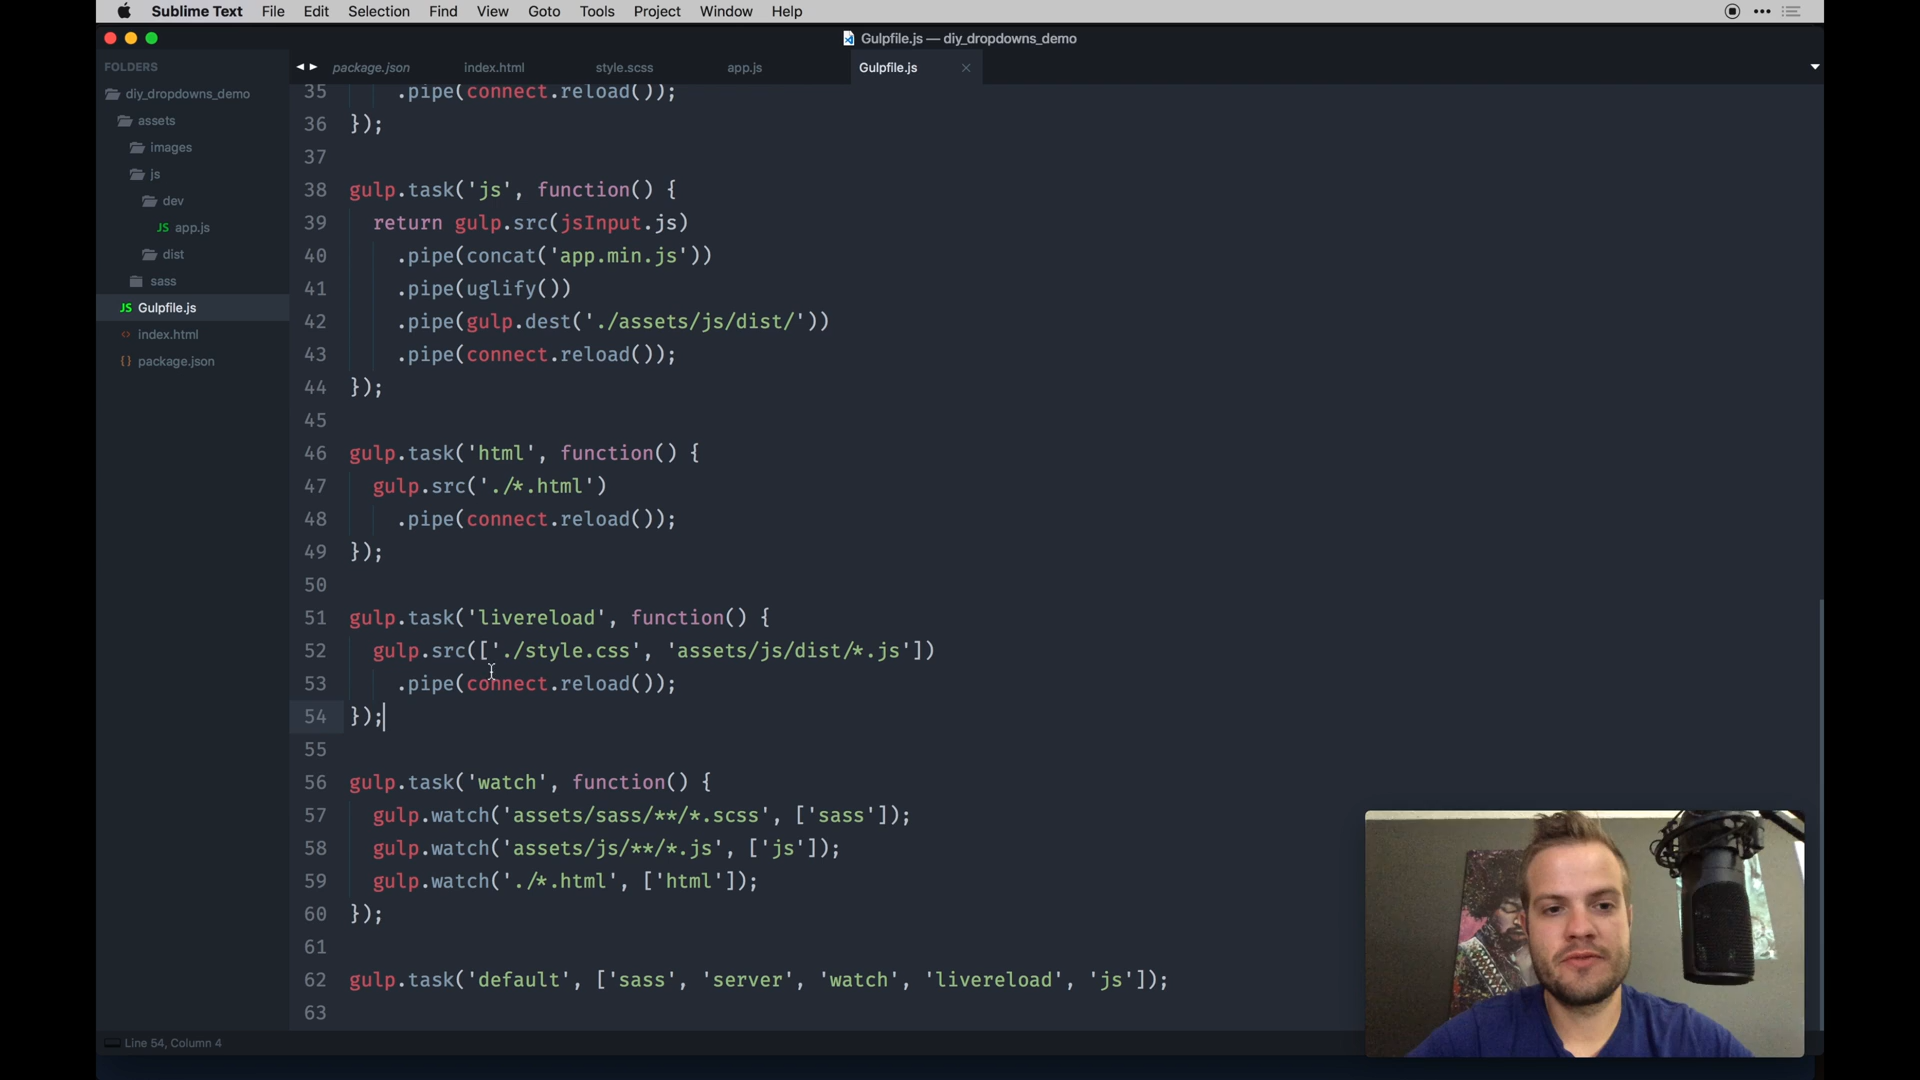 Sublime Text File Edit Selection Find View Goto Tools Project Window Help
Gulpfile.js — diy_dropdowns_demo
FOLDERS
diy_dropdowns_demo
assets
images
js
dev
JS app.js
dist
sass
JS Gulpfile.js
<> index.html
{} package.json
package.json index.html style.scss app.js Gulpfile.js ×
35 .pipe(connect.reload());
36 });
37
38 gulp.task('js', function() {
39 return gulp.src(jsInput.js)
40 .pipe(concat('app.min.js'))
41 .pipe(uglify())
42 .pipe(gulp.dest('./assets/js/dist/'))
43 .pipe(connect.reload());
44 });
45
46 gulp.task('html', function() {
47 gulp.src('./*.html')
48 .pipe(connect.reload());
49 });
50
51 gulp.task('livereload', function() {
52 gulp.src(['./style.css', 'assets/js/dist/*.js'])
53 .pipe(connect.reload());
54 });
55
56 gulp.task('watch', function() {
57 gulp.watch('assets/sass/**/*.scss', ['sass']);
58 gulp.watch('assets/js/**/*.js', ['js']);
59 gulp.watch('./*.html', ['html']);
60 });
61
62 gulp.task('default', ['sass', 'server', 'watch', 'livereload', 'js']);
63
Line 54, Column 4